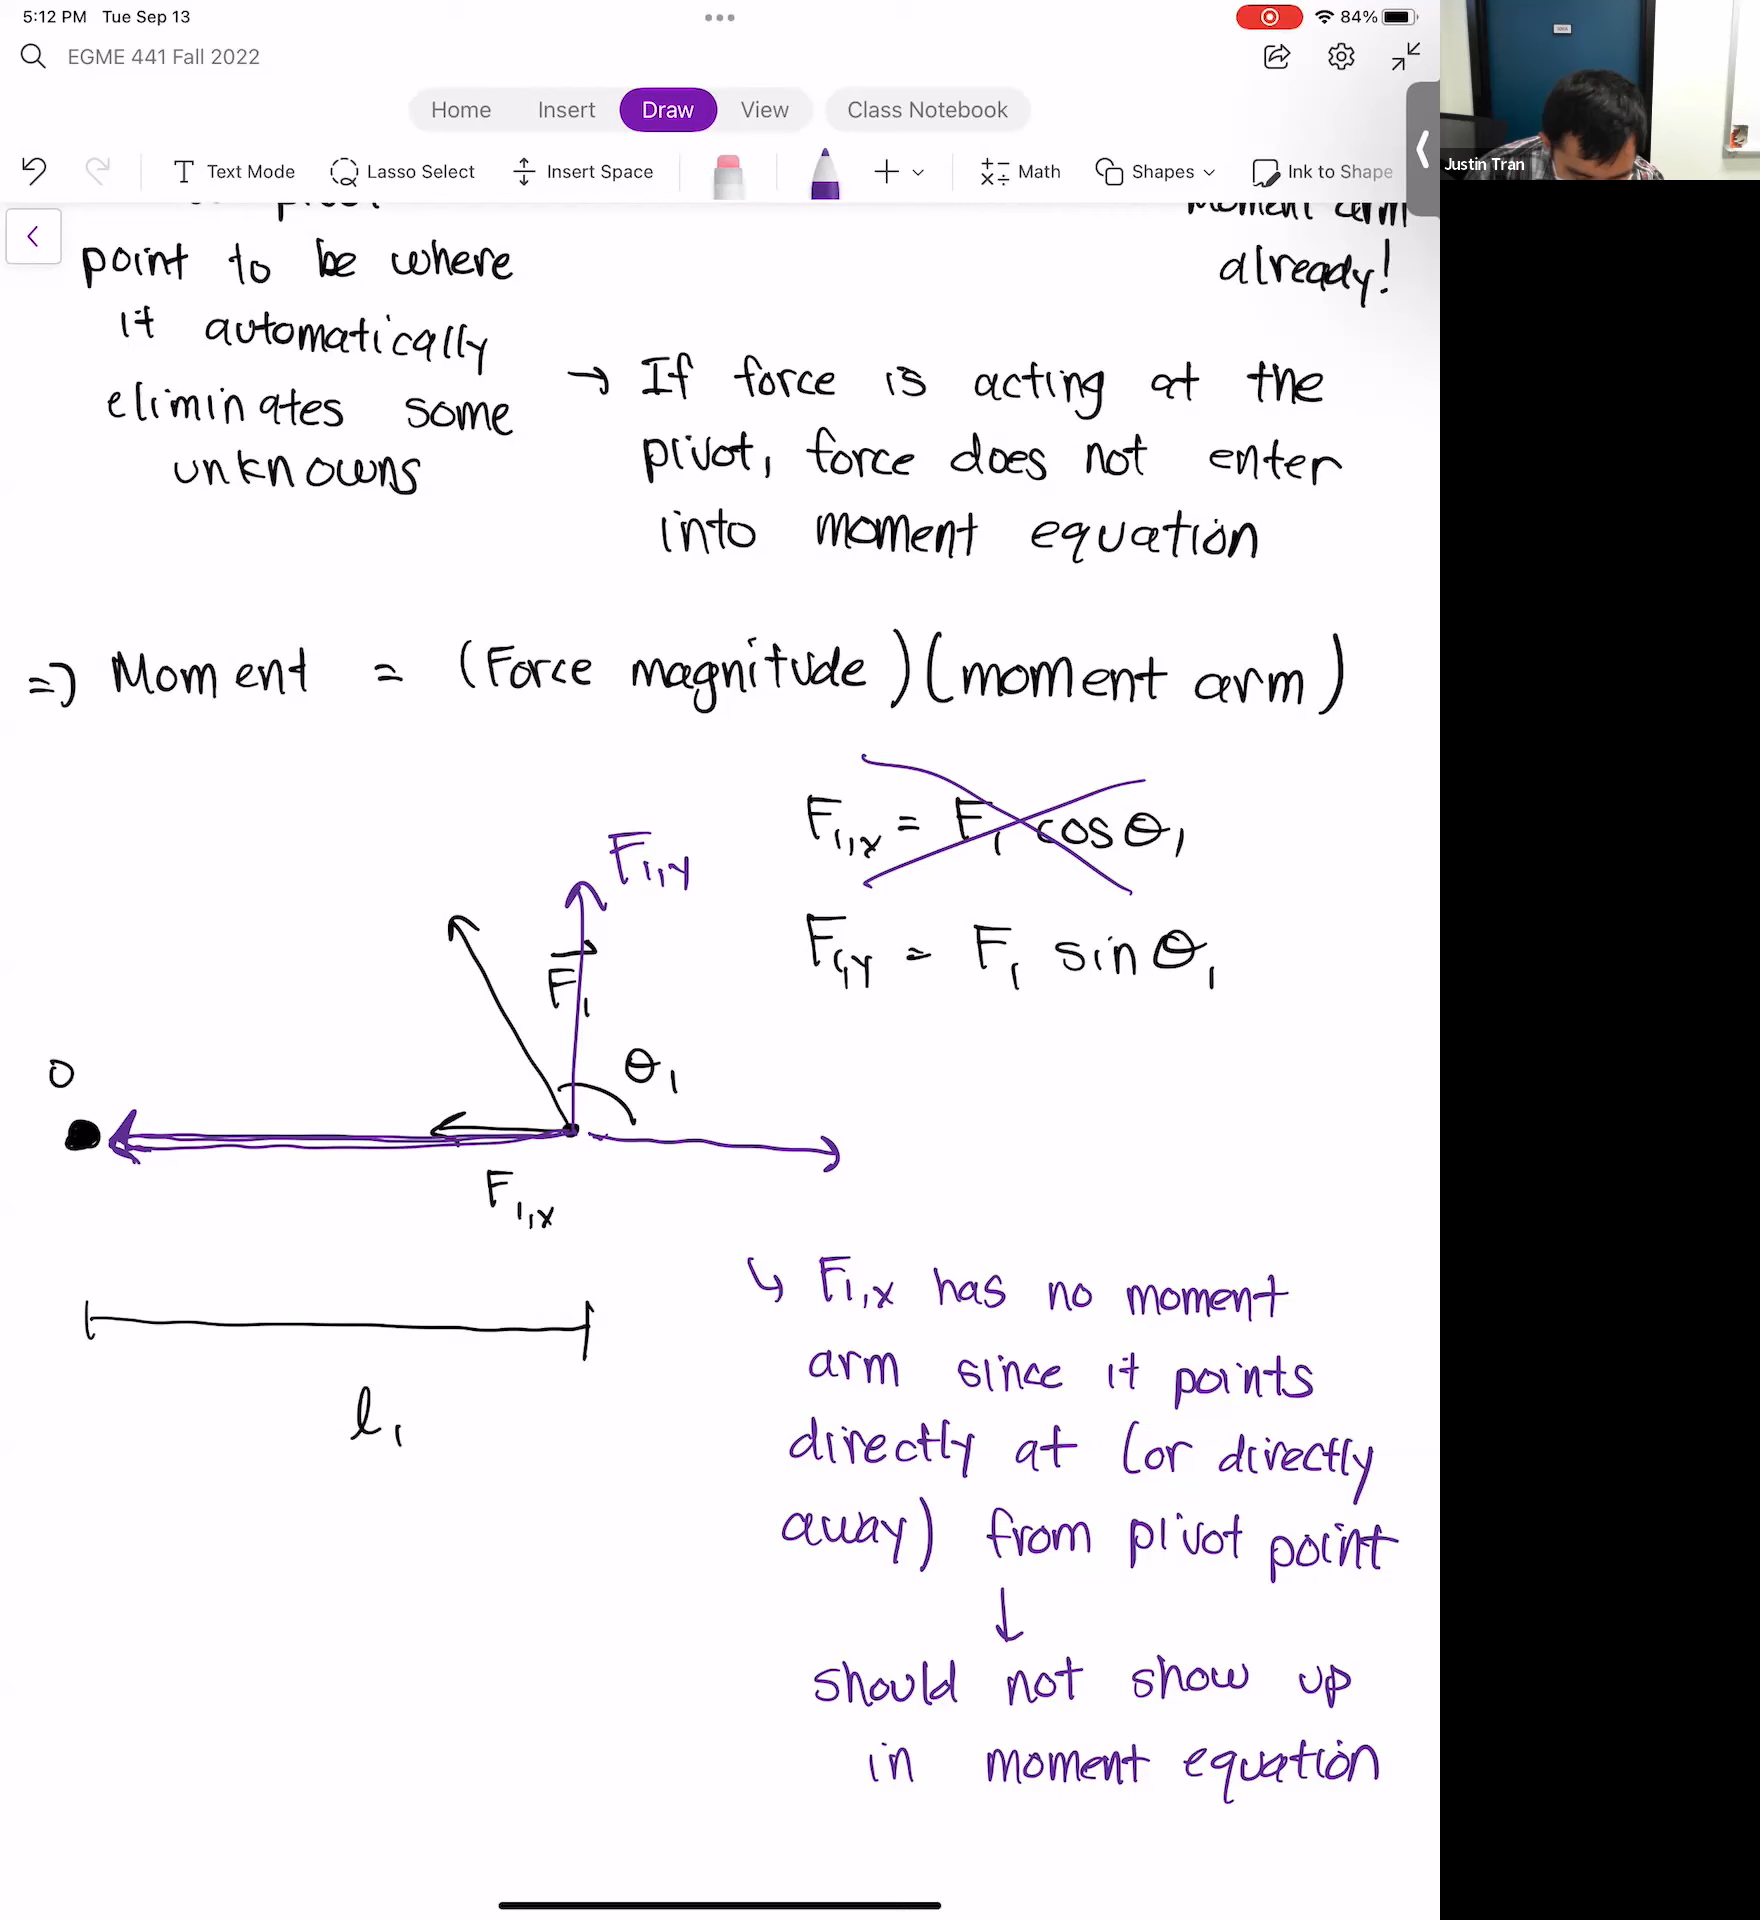 5:12 PM Tue Sep 13
84%
EGME 441 Fall 2022
Home Insert Draw View Class Notebook
Text Mode Lasso Select Insert Space Math Shapes Ink to Shape
Justin Tran
moment arm
already!
point to be where
it automatically
eliminates some
unknowns
→ If force is acting at the
pivot, force does not enter
into moment equation
=> Moment = (Force magnitude)(moment arm)
F1,x = F1 cosθ1
F1,y = F1 sinθ1
F1,y
F1
θ1
O
F1,x
l1
↳ F1,x has no moment
arm since it points
directly at (or directly
away) from pivot point
↓
should not show up
in moment equation